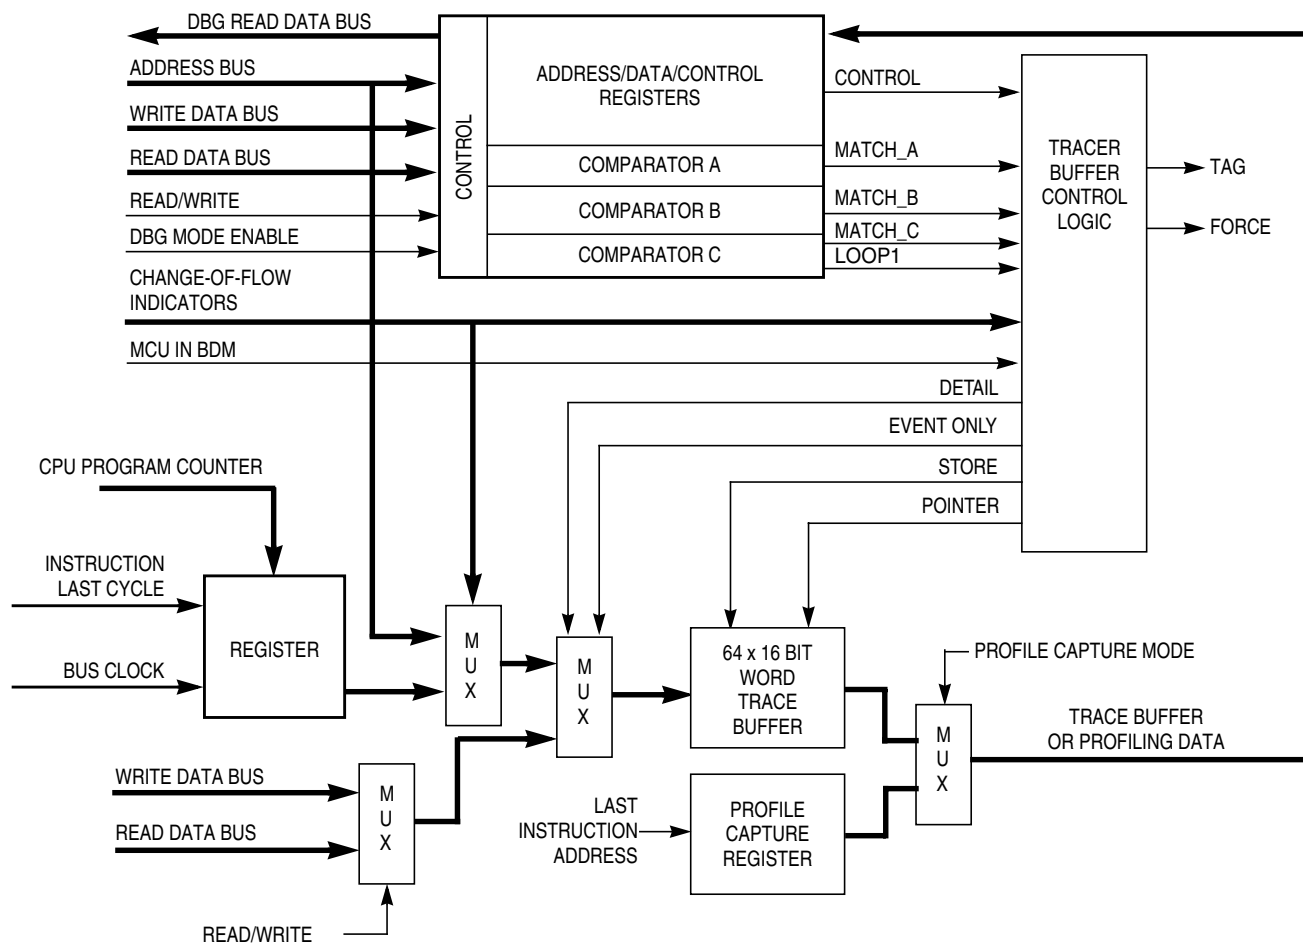 DBG READ DATA BUS
ADDRESS BUS
WRITE DATA BUS
READ DATA BUS
READ/WRITE
DBG MODE ENABLE
CHANGE-OF-FLOW
INDICATORS
MCU IN BDM
CONTROL
ADDRESS/DATA/CONTROL
REGISTERS
COMPARATOR A
COMPARATOR B
COMPARATOR C
CONTROL
MATCH_A
MATCH_B
MATCH_C
LOOP1
TRACER
BUFFER
CONTROL
LOGIC
TAG
FORCE
DETAIL
EVENT ONLY
STORE
POINTER
CPU PROGRAM COUNTER
INSTRUCTION
LAST CYCLE
BUS CLOCK
REGISTER
M
U
X
M
U
X
64 x 16 BIT
WORD
TRACE
BUFFER
PROFILE CAPTURE MODE
M
U
X
TRACE BUFFER
OR PROFILING DATA
WRITE DATA BUS
READ DATA BUS
M
U
X
READ/WRITE
LAST
INSTRUCTION
ADDRESS
PROFILE
CAPTURE
REGISTER